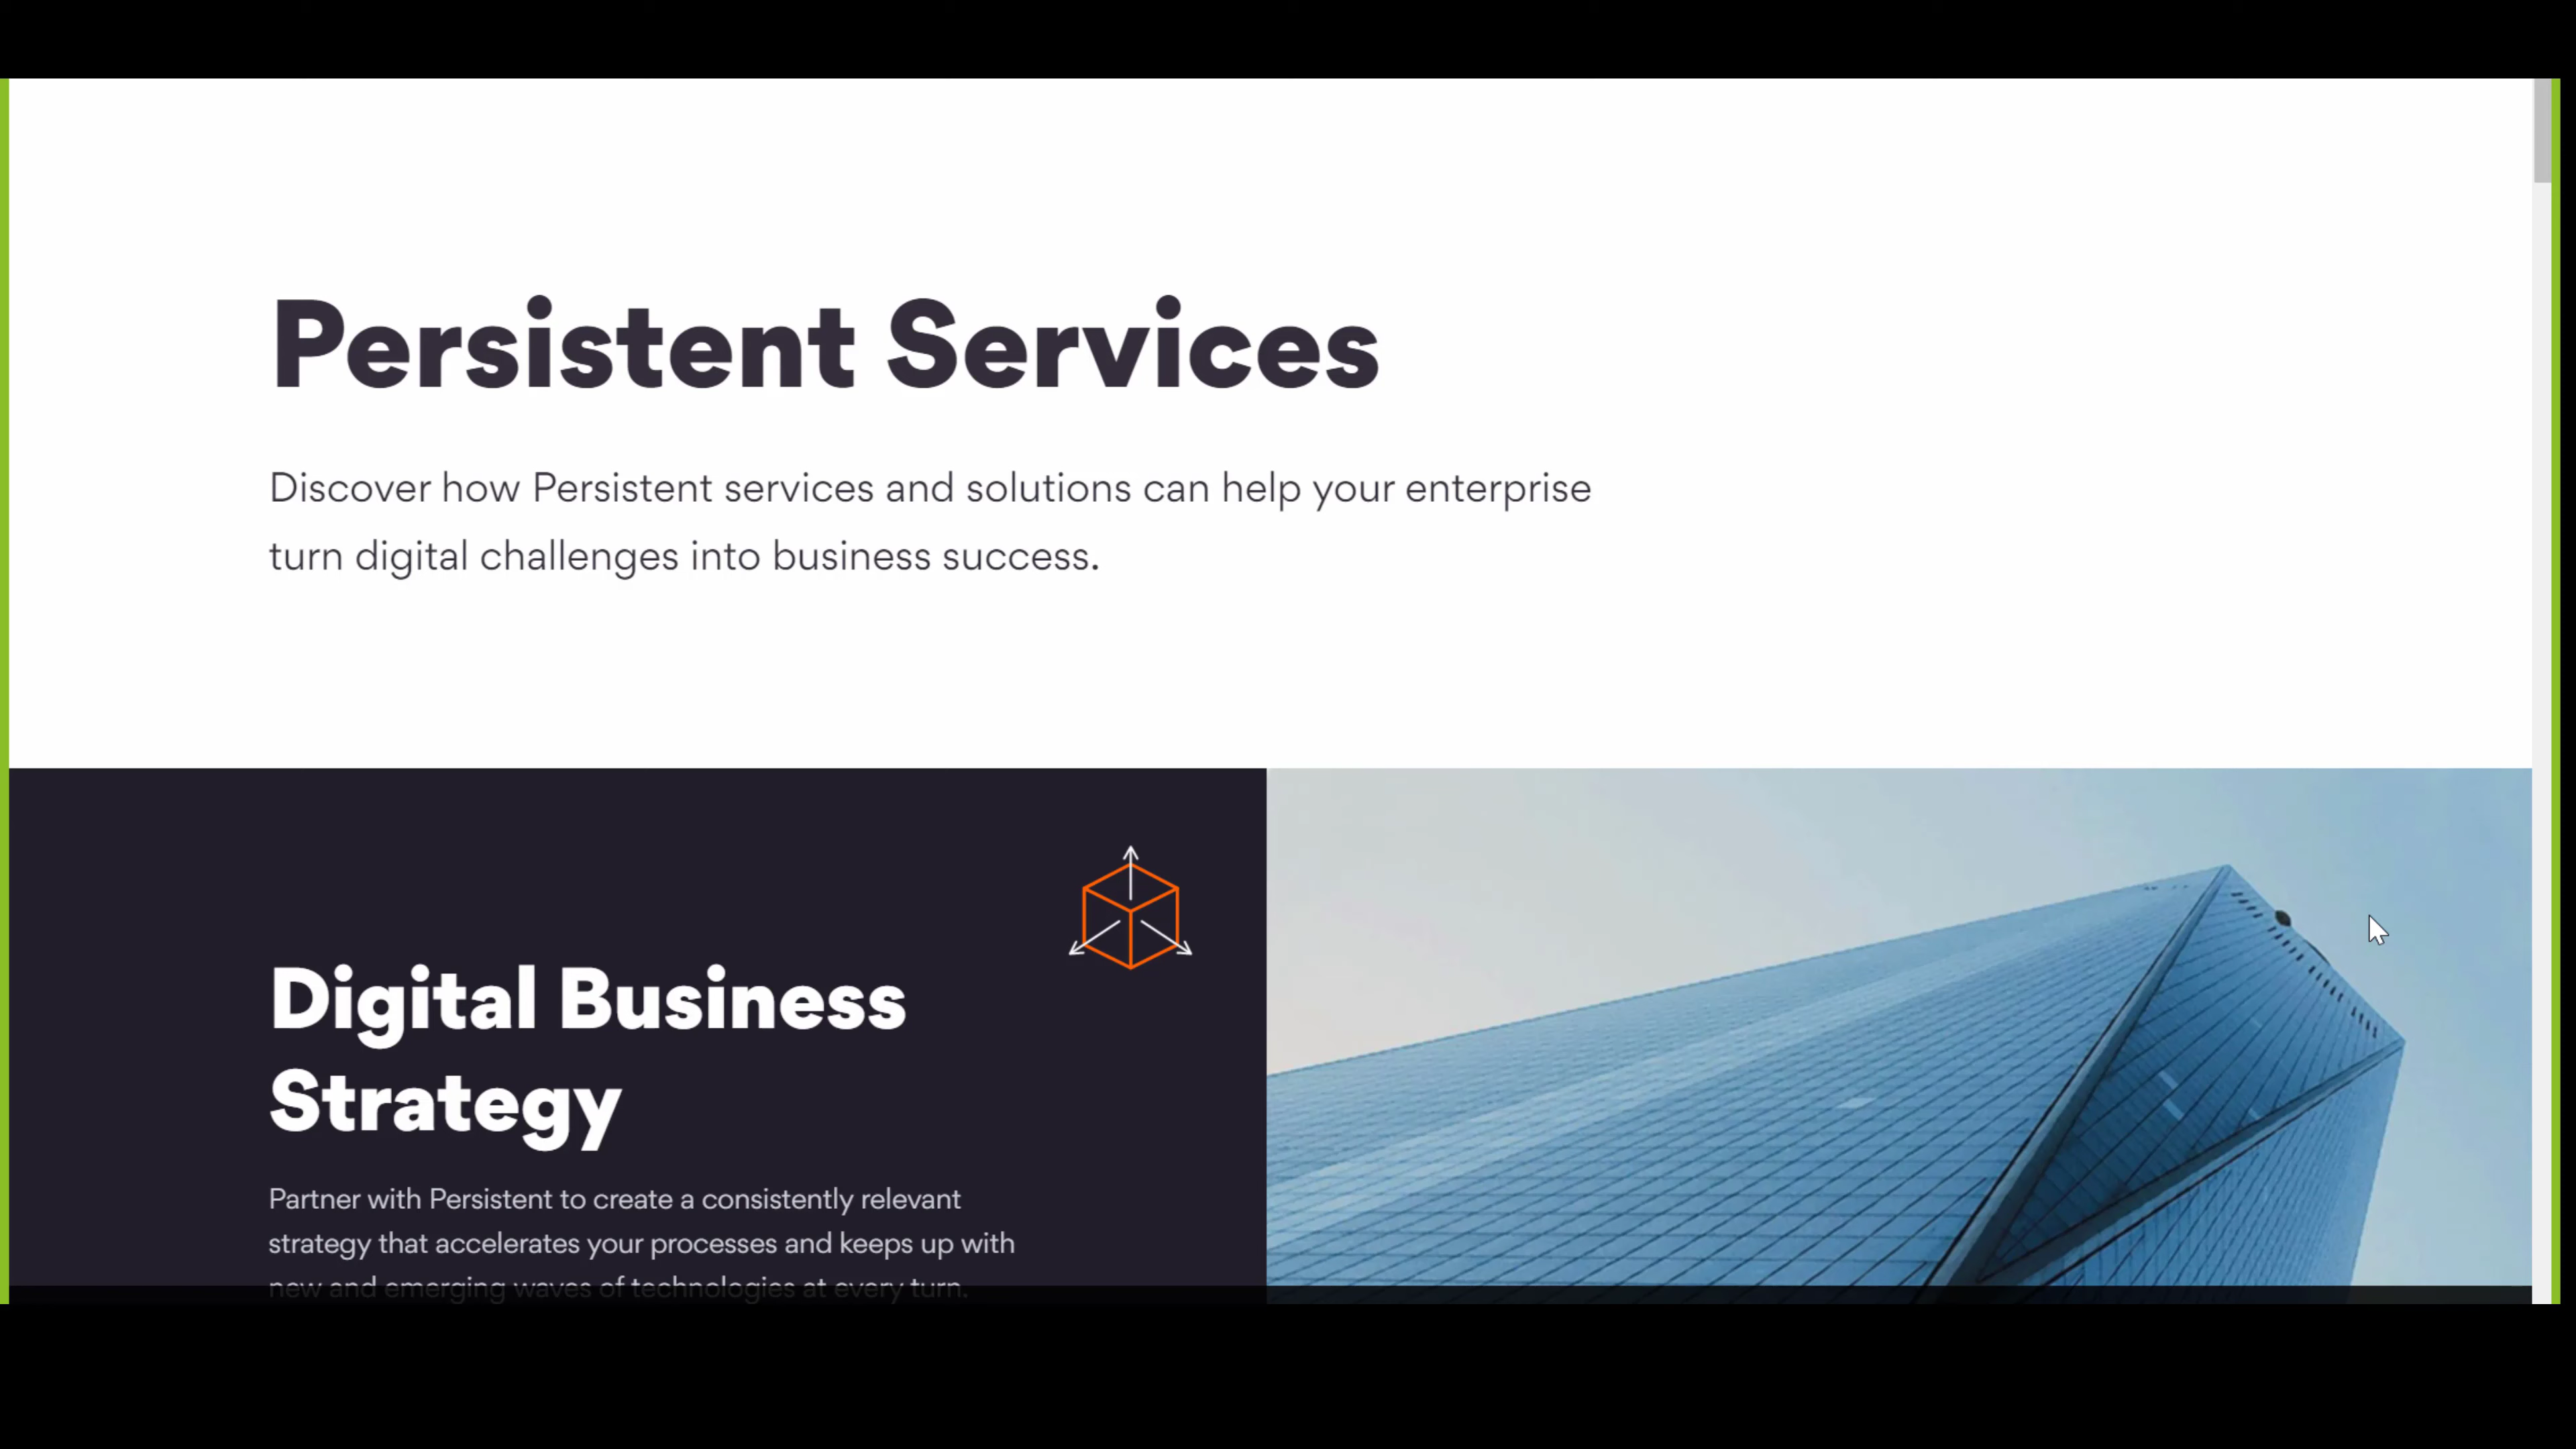 Persistent Services
Discover how Persistent services and solutions can help your enterprise
turn digital challenges into business success.
Digital Business
Strategy
Partner with Persistent to create a consistently relevant
strategy that accelerates your processes and keeps up with
new and emerging waves of technologies at every turn.